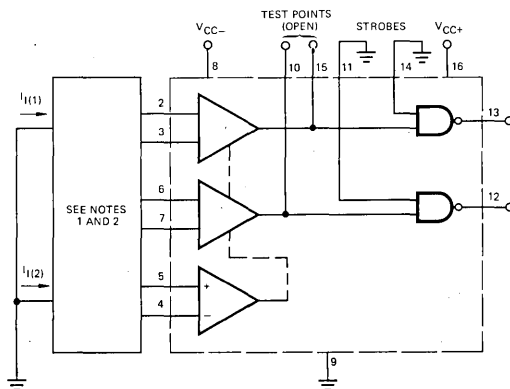 TEST POINTS
(OPEN)
STROBES
VCC−
VCC+
8
10
15
11
14
16
II(1)
2
3
13
SEE NOTES
1 AND 2
6
7
12
II(2)
5
+
4
−
9